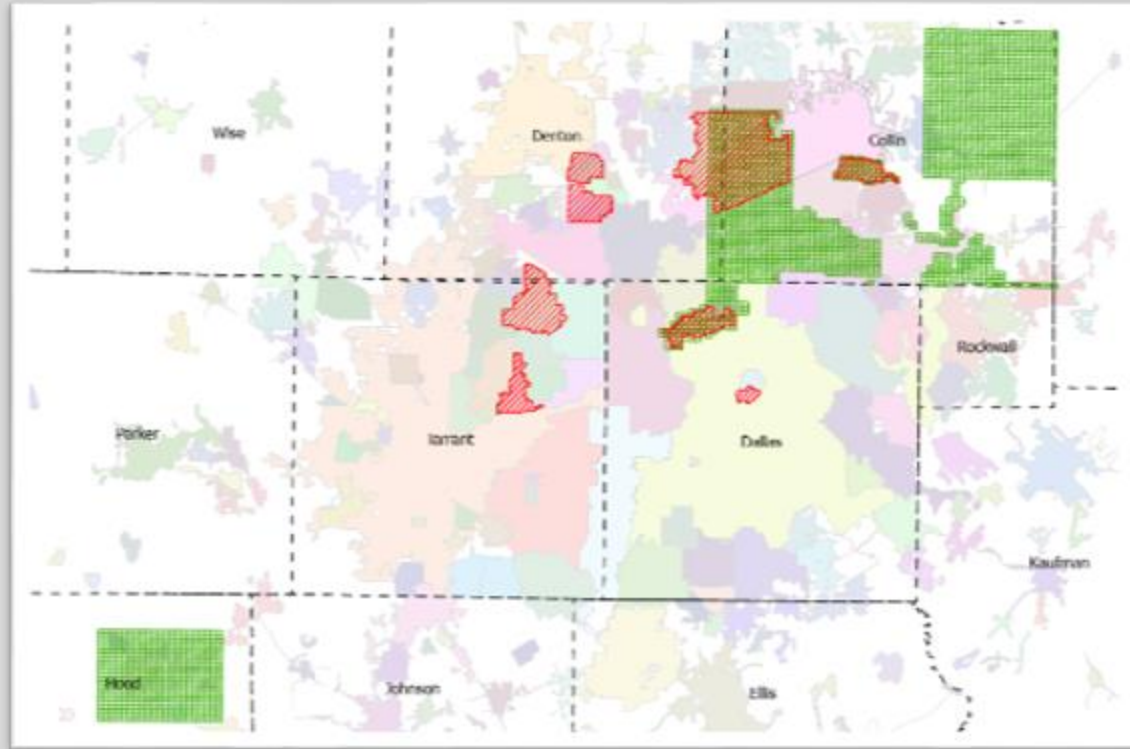 Wise
Denton
Collin
Rockwall
Parker
Tarrant
Dallas
Kaufman
Hood
Johnson
Ellis